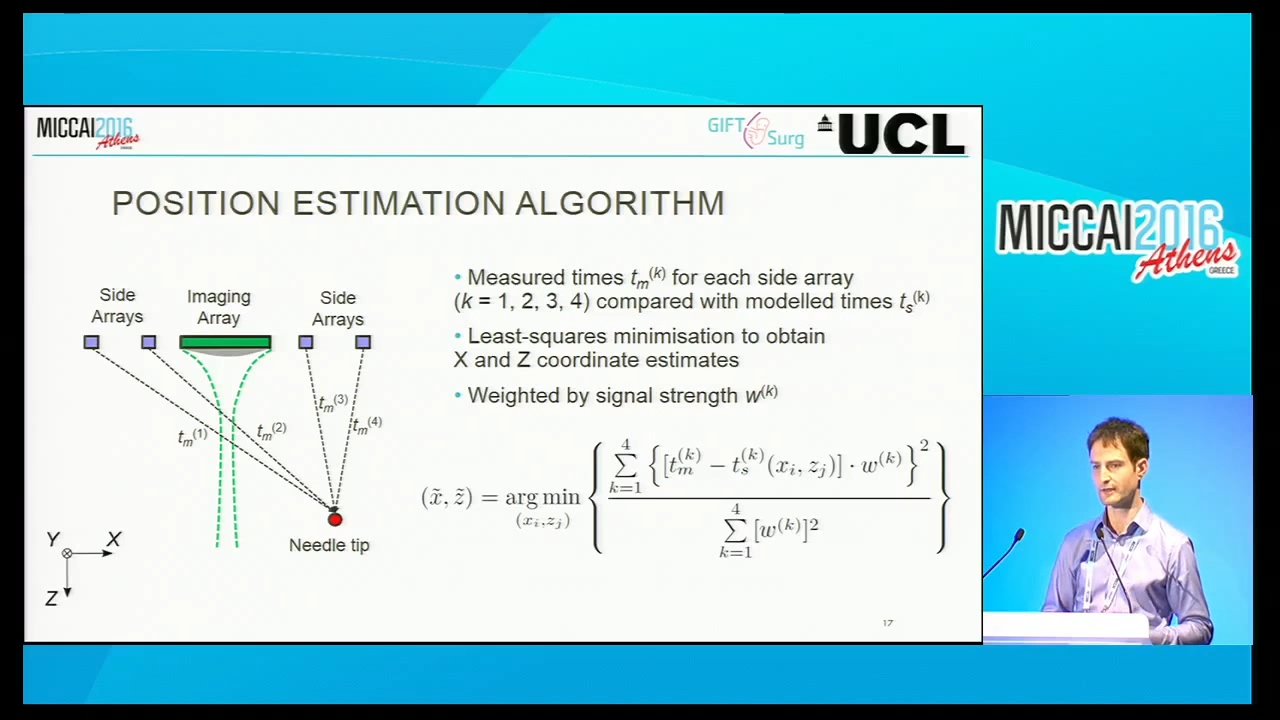 MICCAI2016
Athens
GIFT
Surg
UCL
POSITION ESTIMATION ALGORITHM
Side
Arrays
Imaging
Array
Side
Arrays
tm(1)
tm(2)
tm(3)
tm(4)
Needle tip
Y
X
Z
• Measured times tm(k) for each side array
(k = 1, 2, 3, 4) compared with modelled times ts(k)
• Least-squares minimisation to obtain
X and Z coordinate estimates
• Weighted by signal strength w(k)
(x̃, z̃) = arg min(xi,zj) { ∑k=1 4 {[tm(k) − ts(k)(xi, zj)] · w(k)}2 / ∑k=1 4 [w(k)]2 }
17
MICCAI2016
Athens
GREECE